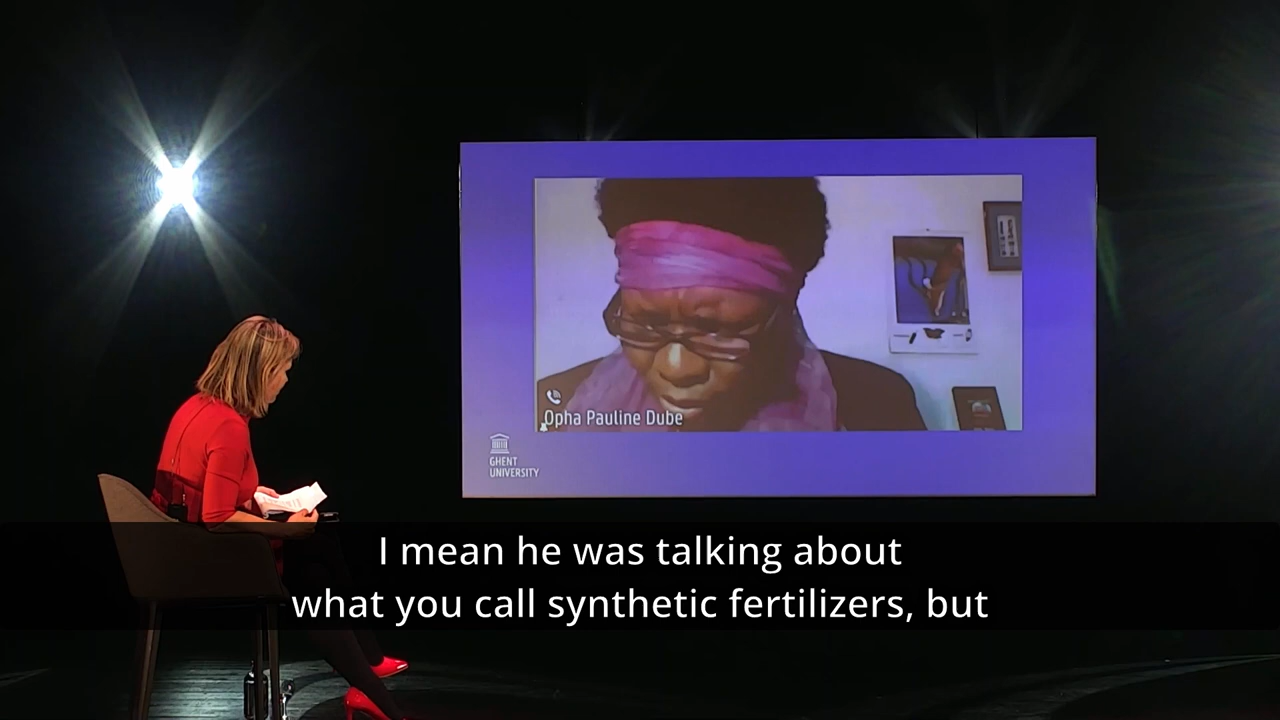 Opha Pauline Dube
GHENT
UNIVERSITY
I mean he was talking about
what you call synthetic fertilizers, but